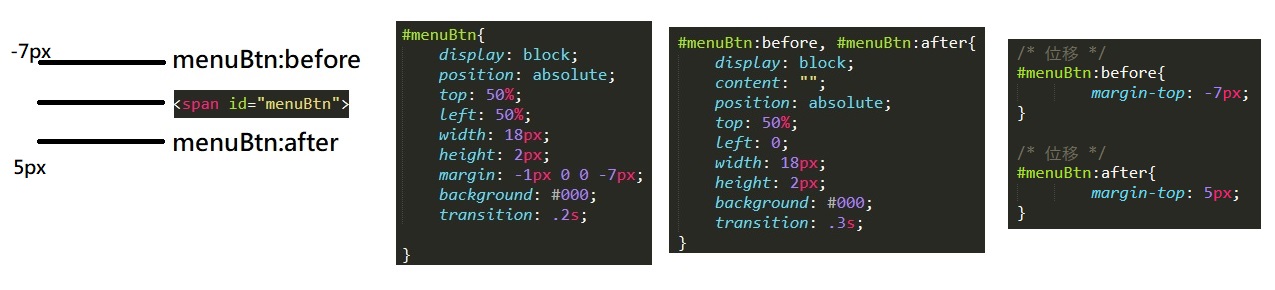 -7px
menuBtn:before
<span id="menuBtn">
menuBtn:after
5px
#menuBtn{
display: block;
position: absolute;
top: 50%;
left: 50%;
width: 18px;
height: 2px;
margin: -1px 0 0 -7px;
background: #000;
transition: .2s;
}
#menuBtn:before, #menuBtn:after{
display: block;
content: "";
position: absolute;
top: 50%;
left: 0;
width: 18px;
height: 2px;
background: #000;
transition: .3s;
}
/* 位移 */
#menuBtn:before{
margin-top: -7px;
}
/* 位移 */
#menuBtn:after{
margin-top: 5px;
}